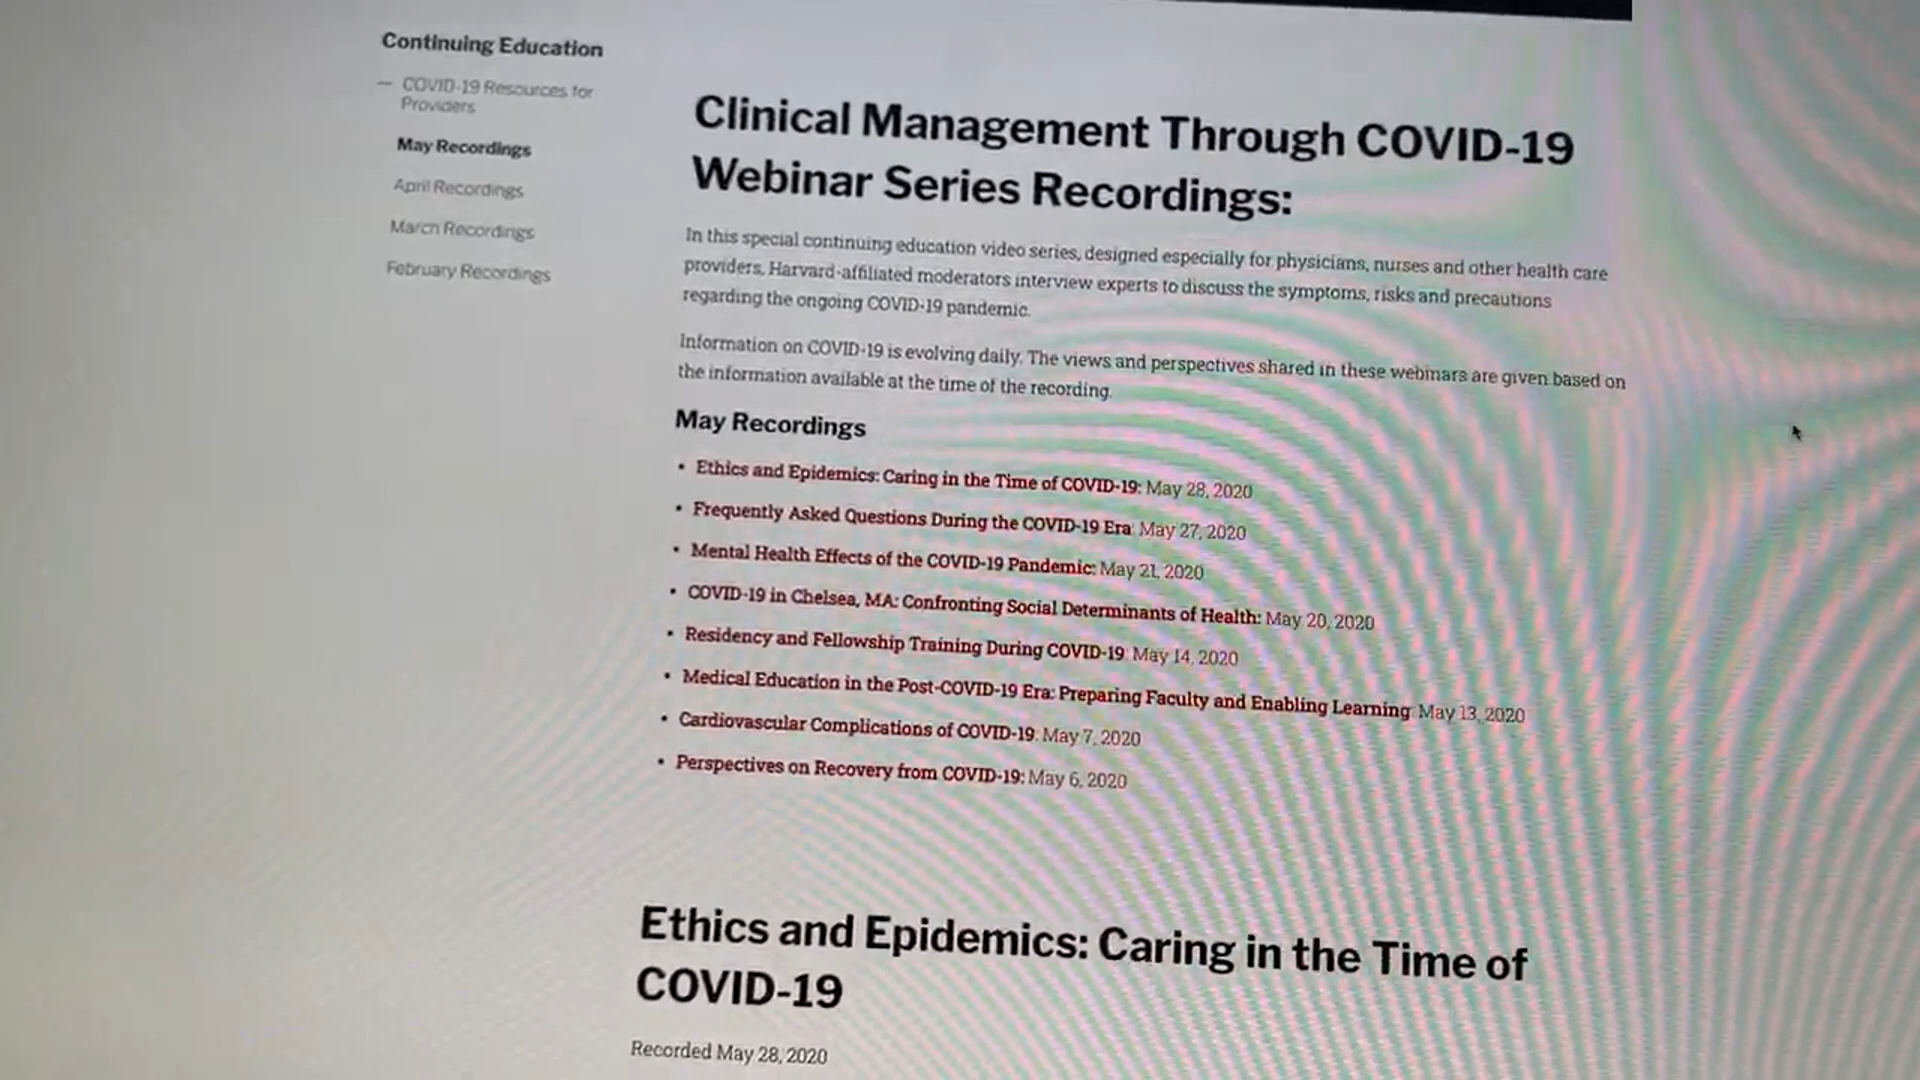 Continuing Education
— COVID-19 Resources for
Providers
May Recordings
April Recordings
March Recordings
February Recordings
Clinical Management Through COVID-19
Webinar Series Recordings:
In this special continuing education video series, designed especially for physicians, nurses and other health care
providers, Harvard-affiliated moderators interview experts to discuss the symptoms, risks and precautions
regarding the ongoing COVID-19 pandemic.
Information on COVID-19 is evolving daily. The views and perspectives shared in these webinars are given based on
the information available at the time of the recording.
May Recordings
• Ethics and Epidemics: Caring in the Time of COVID-19: May 28, 2020
• Frequently Asked Questions During the COVID-19 Era: May 27, 2020
• Mental Health Effects of the COVID-19 Pandemic: May 21, 2020
• COVID-19 in Chelsea, MA: Confronting Social Determinants of Health: May 20, 2020
• Residency and Fellowship Training During COVID-19: May 14, 2020
• Medical Education in the Post-COVID-19 Era: Preparing Faculty and Enabling Learning: May 13, 2020
• Cardiovascular Complications of COVID-19: May 7, 2020
• Perspectives on Recovery from COVID-19: May 6, 2020
Ethics and Epidemics: Caring in the Time of
COVID-19
Recorded May 28, 2020